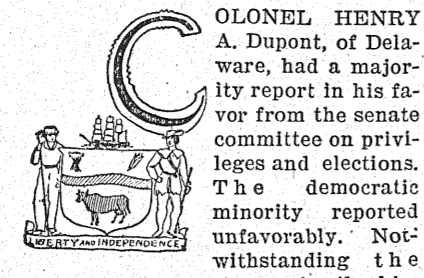 COLONEL HENRY
A. Dupont, of Dela-
ware, had a major-
ity report in his fa-
vor from the senate
committee on privi-
leges and elections.
The democratic
minority reported
unfavorably. Not-
withstanding the
LIBERTY AND INDEPENDENCE